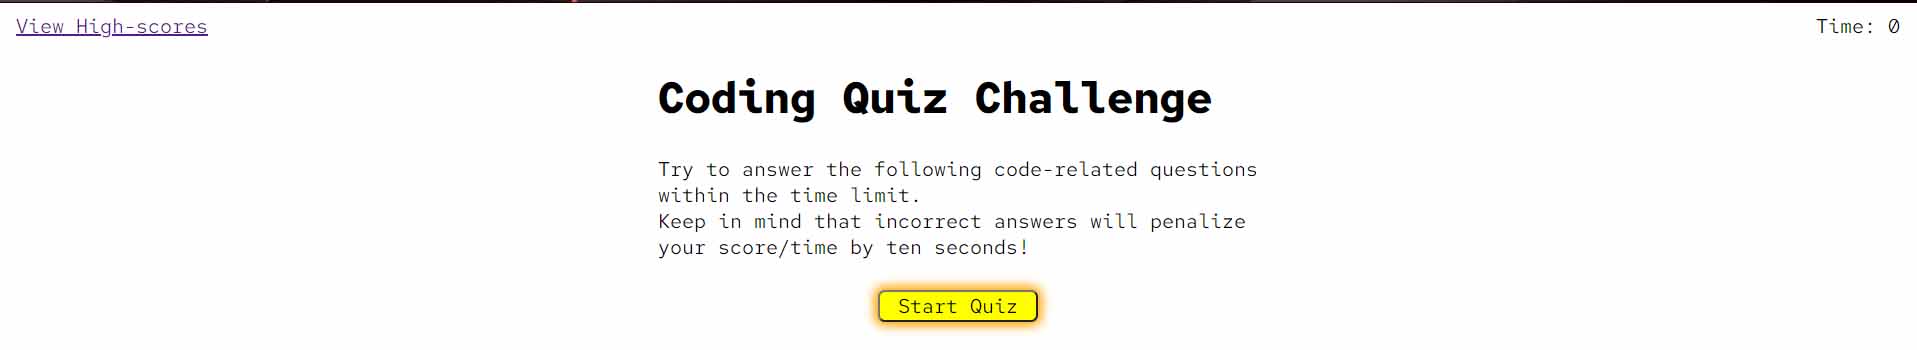 View High-scores
Time: 0
Coding Quiz Challenge
Try to answer the following code-related questions
within the time limit.
Keep in mind that incorrect answers will penalize
your score/time by ten seconds!
Start Quiz